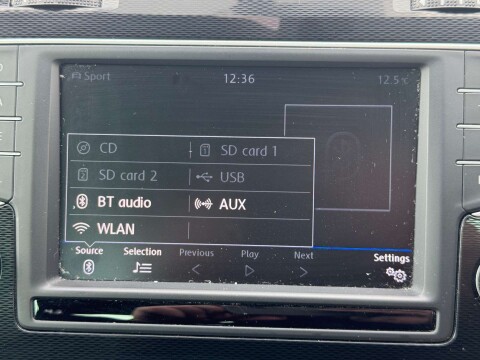 Sport 12:36 12.5°C
CD SD card 1
SD card 2 USB
BT audio AUX
WLAN
Source Selection Previous Play Next Settings